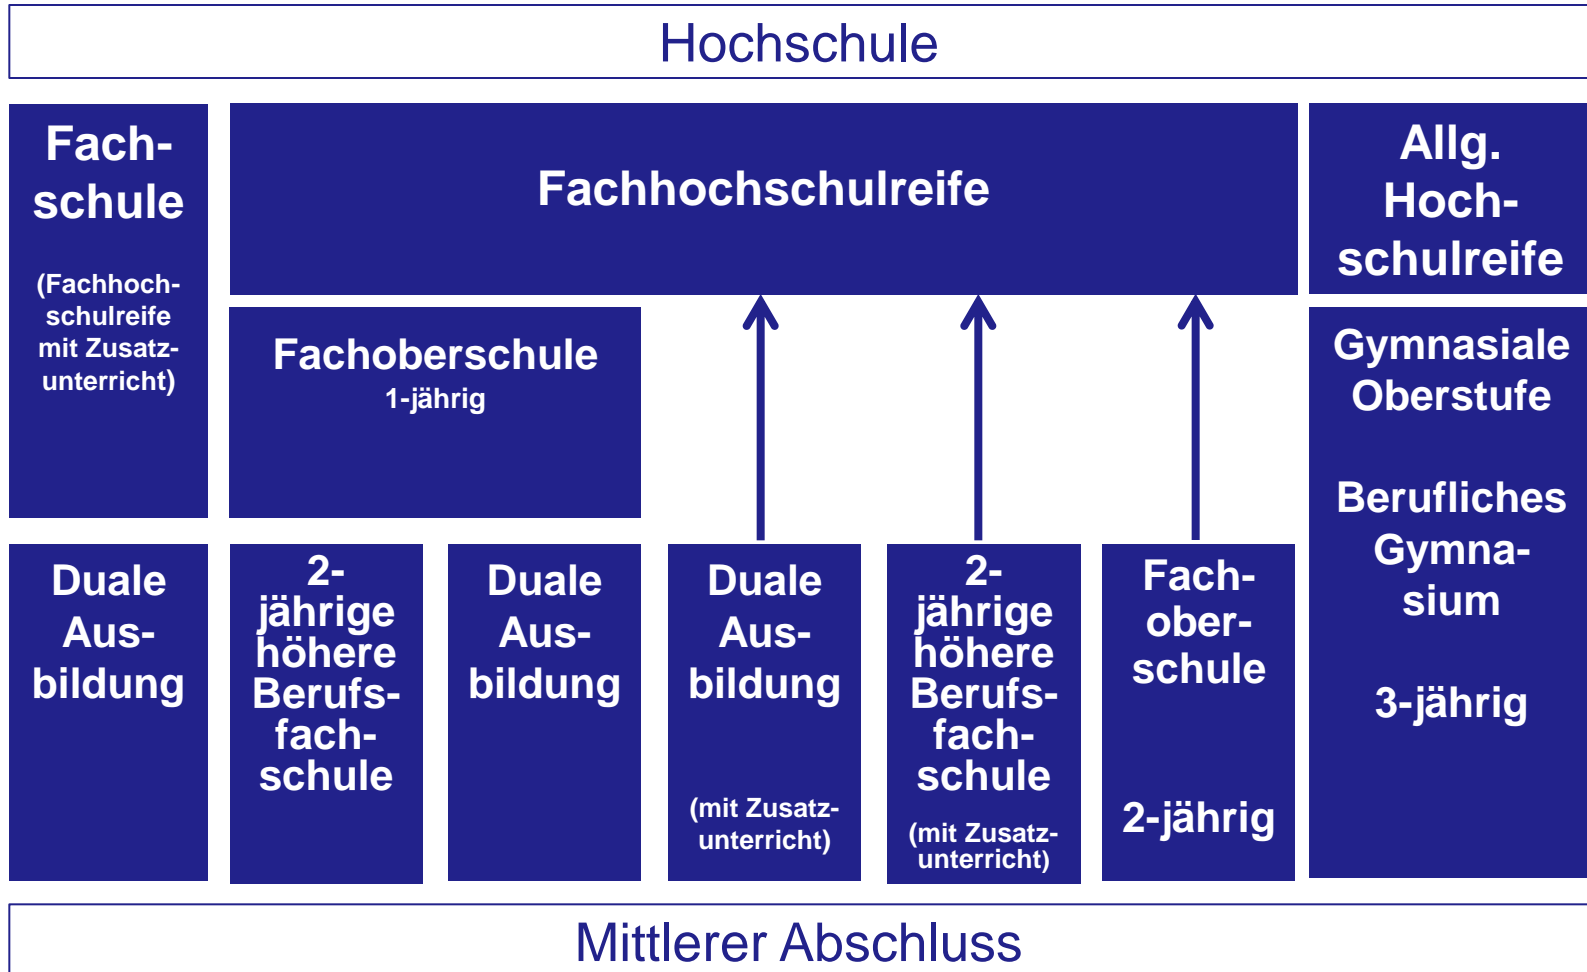 Hochschule
Fach-
schule
(Fachhoch-
schulreife
mit Zusatz-
unterricht)
Fachhochschulreife
Allg.
Hoch-
schulreife
Fachoberschule
1-jährig
Gymnasiale
Oberstufe
Berufliches
Gymna-
sium
3-jährig
Duale
Aus-
bildung
2-
jährige
höhere
Berufs-
fach-
schule
Duale
Aus-
bildung
Duale
Aus-
bildung
(mit Zusatz-
unterricht)
2-
jährige
höhere
Berufs-
fach-
schule
(mit Zusatz-
unterricht)
Fach-
ober-
schule
2-jährig
Mittlerer Abschluss